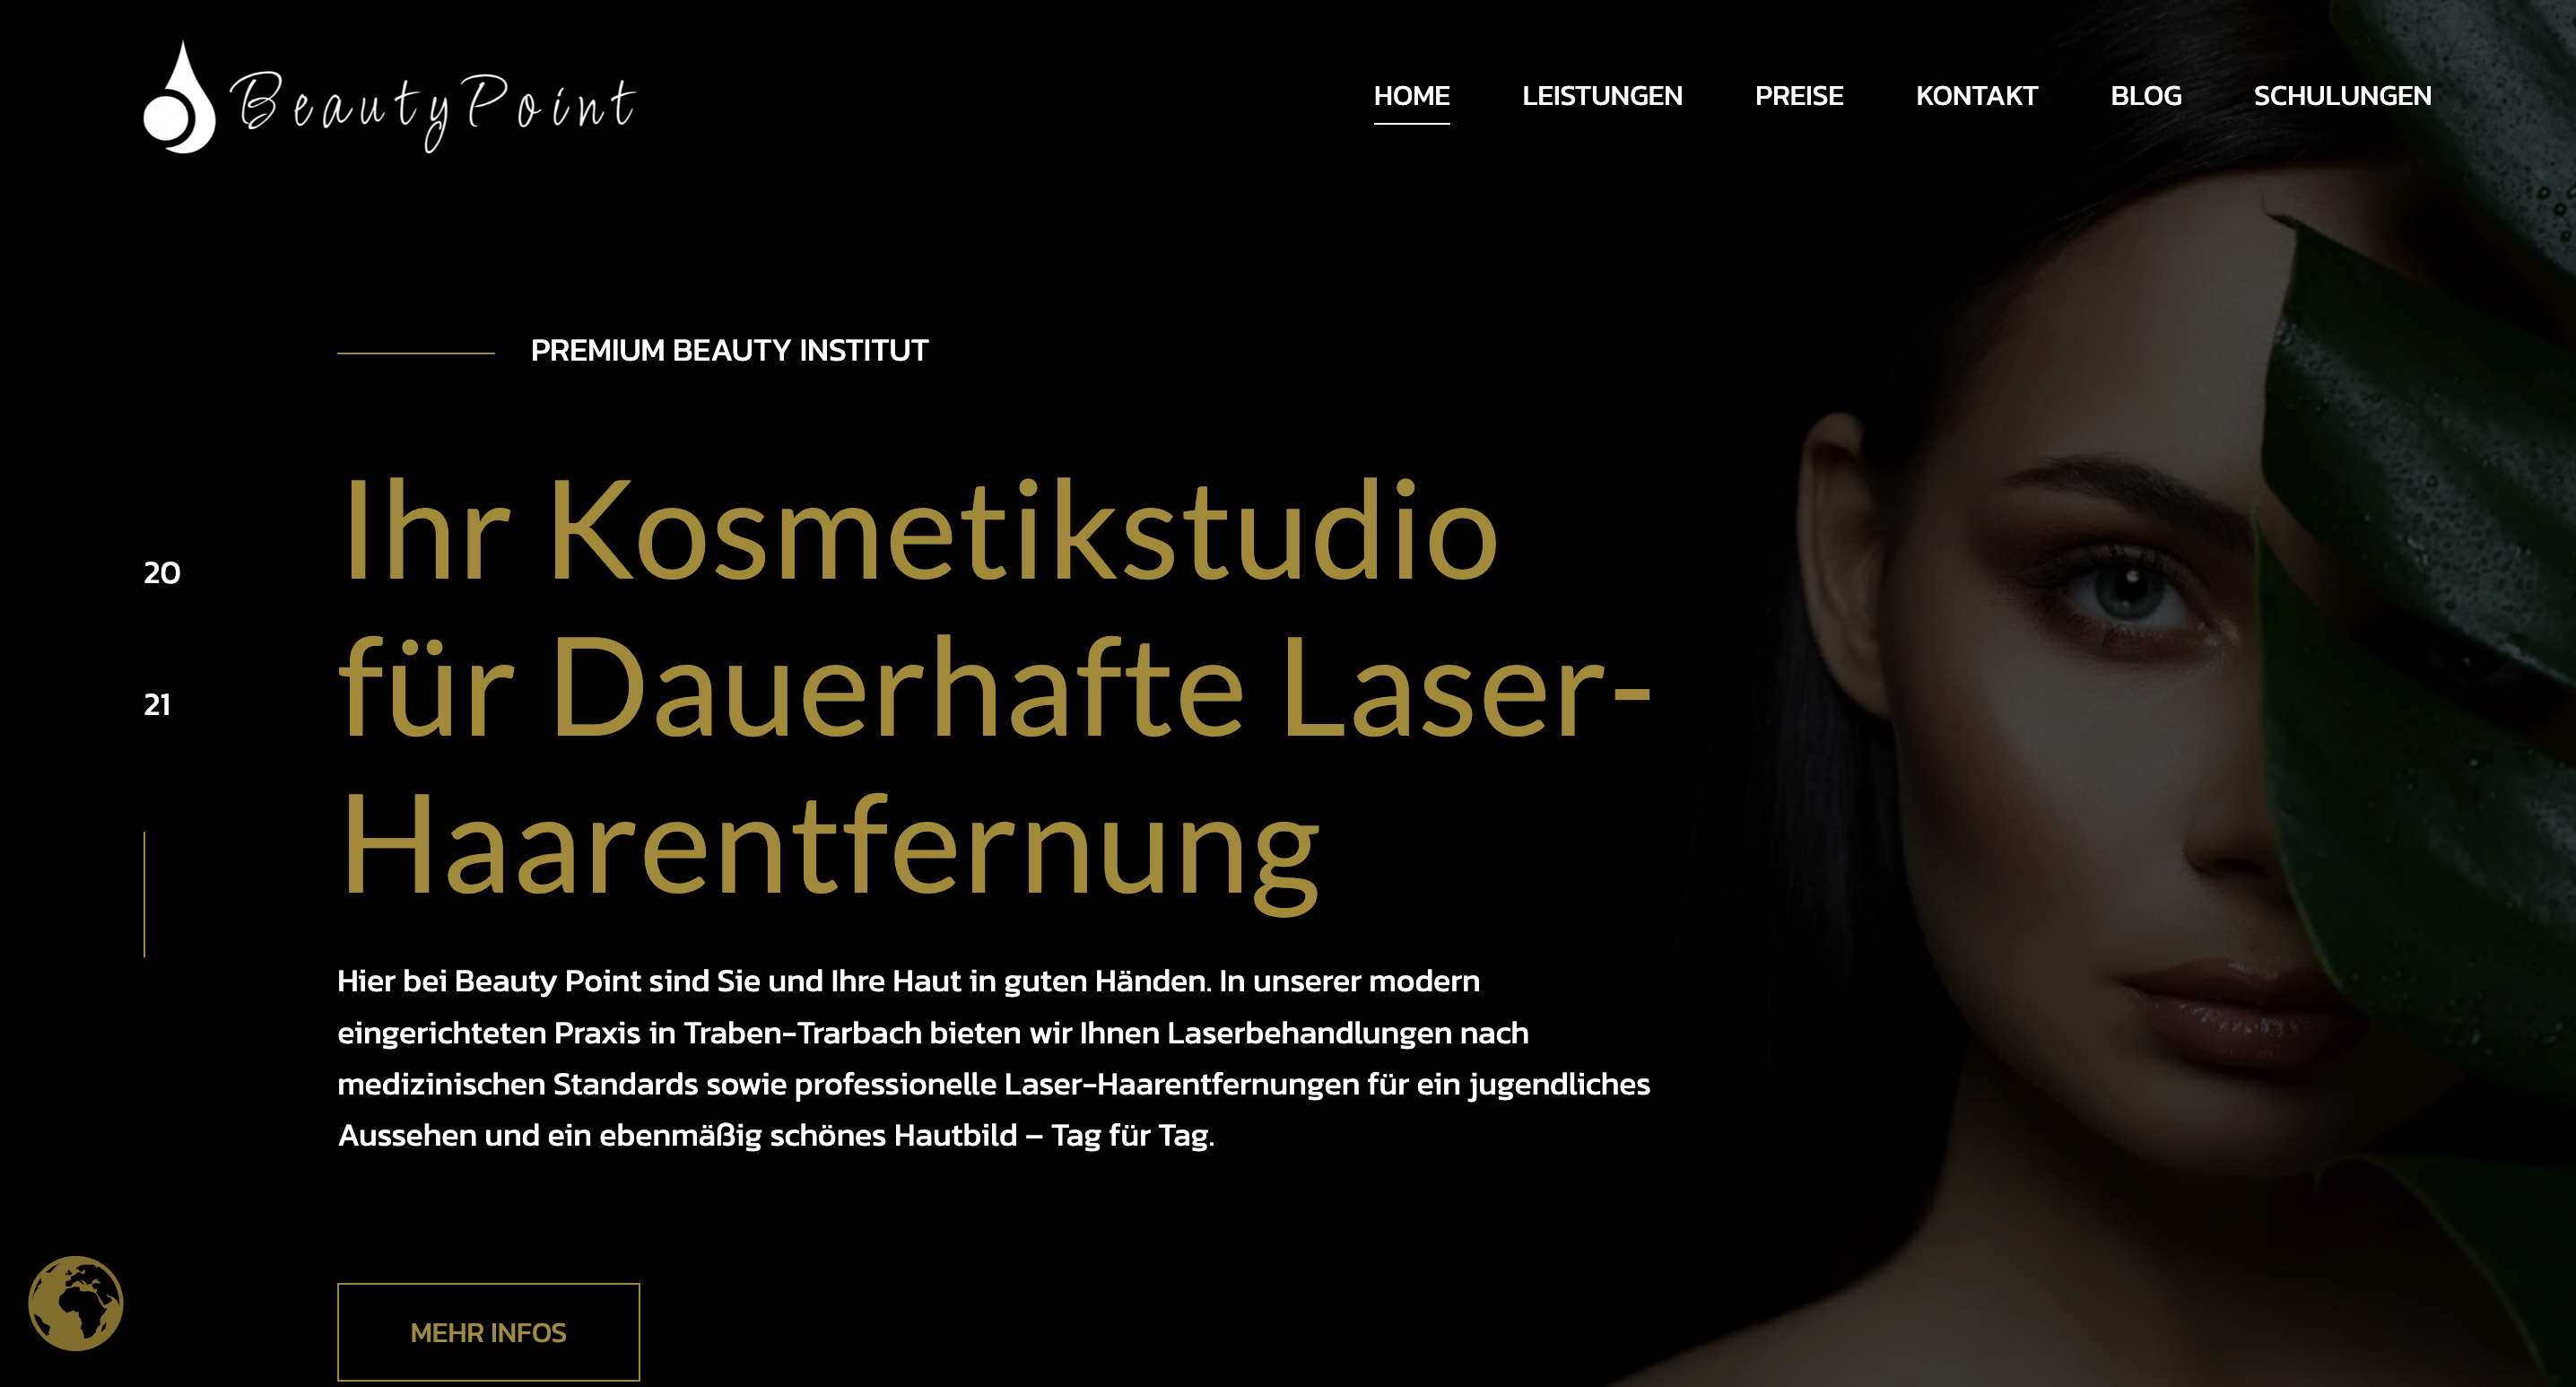 BeautyPoint
HOME LEISTUNGEN PREISE KONTAKT BLOG SCHULUNGEN
PREMIUM BEAUTY INSTITUT
Ihr Kosmetikstudio
für Dauerhafte Laser-
Haarentfernung
20
21
Hier bei Beauty Point sind Sie und Ihre Haut in guten Händen. In unserer modern
eingerichteten Praxis in Traben-Trarbach bieten wir Ihnen Laserbehandlungen nach
medizinischen Standards sowie professionelle Laser-Haarentfernungen für ein jugendliches
Aussehen und ein ebenmäßig schönes Hautbild – Tag für Tag.
MEHR INFOS